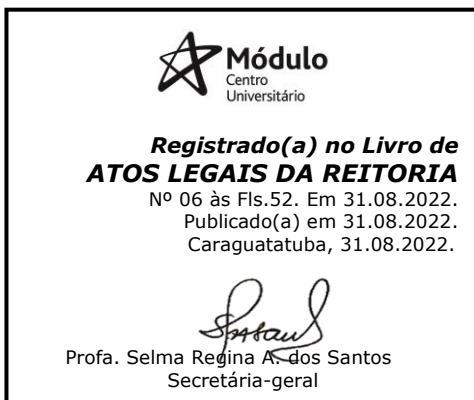 Módulo
Centro
Universitário
Registrado(a) no Livro de
ATOS LEGAIS DA REITORIA
Nº 06 às Fls.52. Em 31.08.2022.
Publicado(a) em 31.08.2022.
Caraguatatuba, 31.08.2022.
Profa. Selma Regina A. dos Santos
Secretária-geral